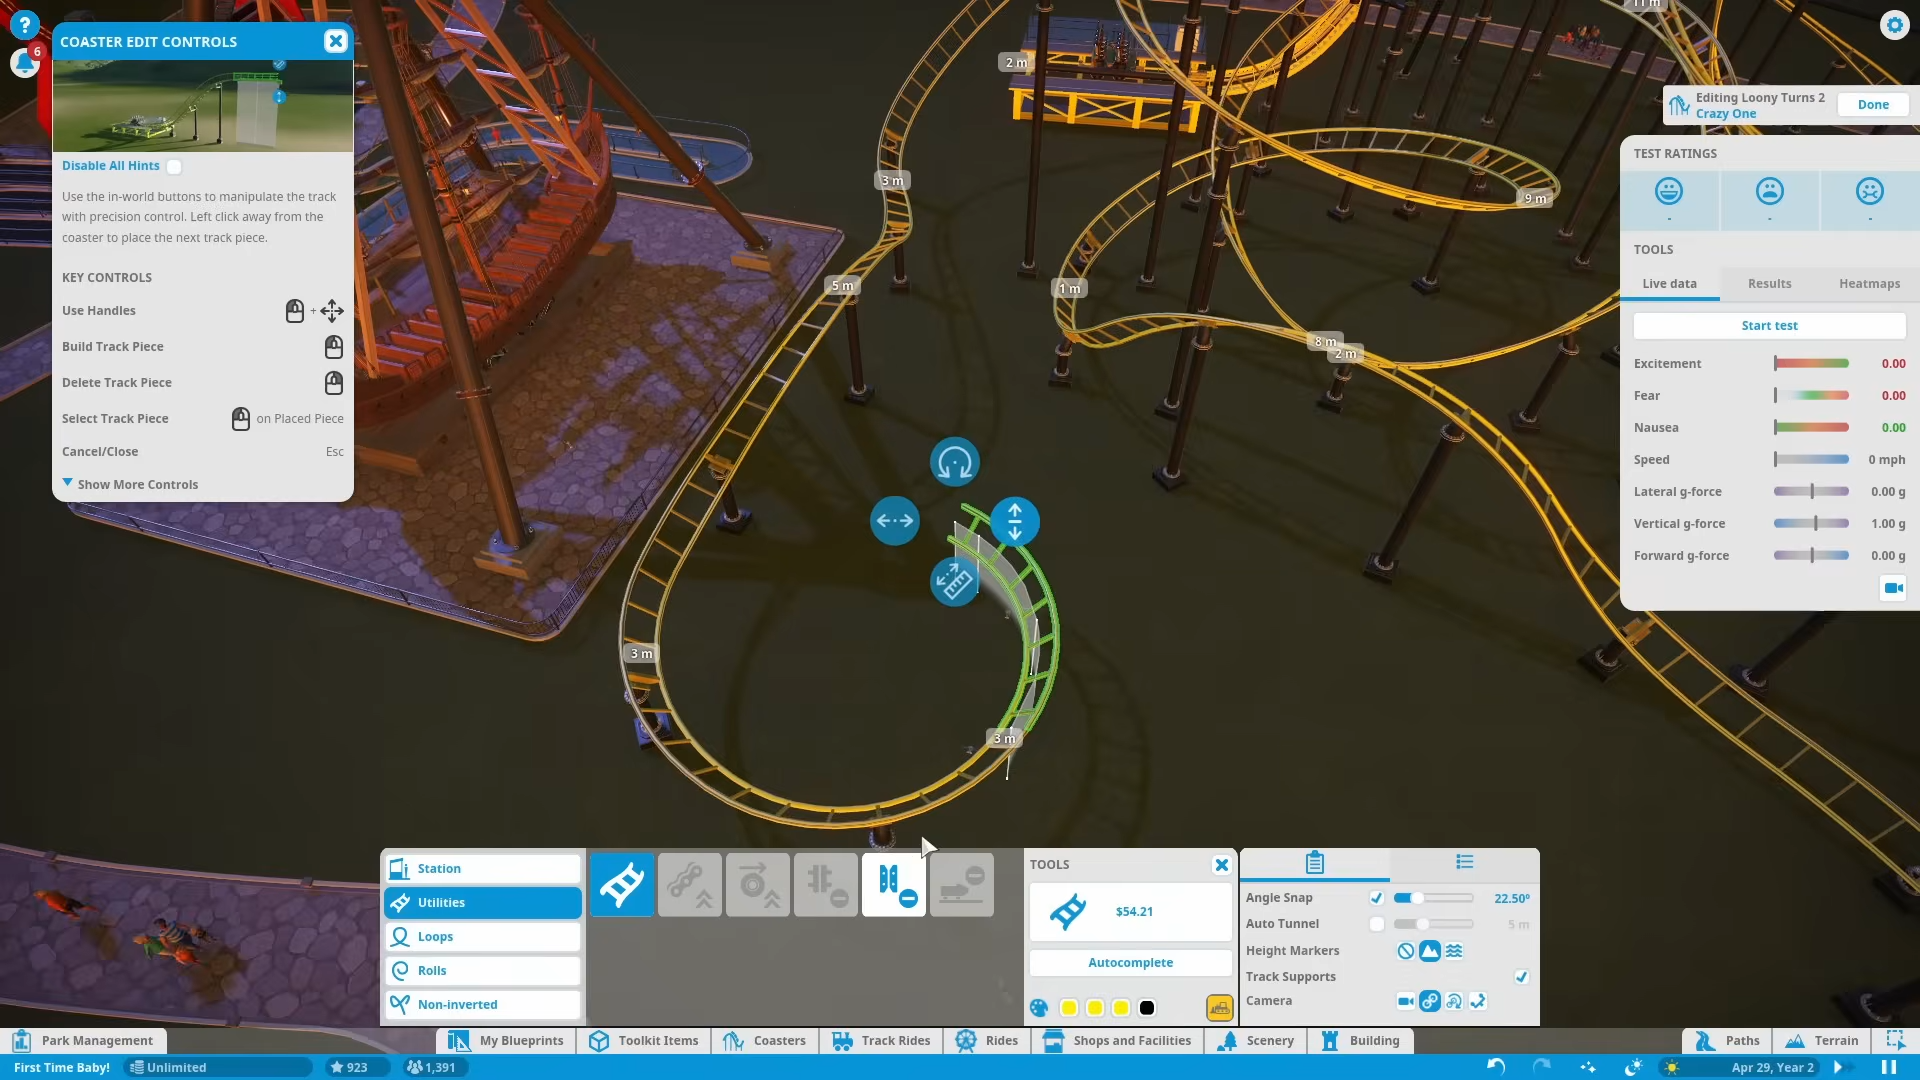 ?
6
COASTER EDIT CONTROLS
Disable All Hints
Use the in-world buttons to manipulate the track
with precision control. Left click away from the
coaster to place the next track piece.
KEY CONTROLS
Use Handles +
Build Track Piece
Delete Track Piece
Select Track Piece on Placed Piece
Cancel/Close Esc
Show More Controls
11 m
2 m
3 m
9 m
5 m
1 m
8 m
2 m
3 m
3 m
Editing Loony Turns 2
Crazy One
Done
TEST RATINGS
- - -
TOOLS
Live data Results Heatmaps
Start test
Excitement 0.00
Fear 0.00
Nausea 0.00
Speed 0 mph
Lateral g-force 0.00 g
Vertical g-force 1.00 g
Forward g-force 0.00 g
Station
Utilities
Loops
Rolls
Non-inverted
TOOLS
$54.21
Autocomplete
Angle Snap 22.50°
Auto Tunnel 5 m
Height Markers
Track Supports
Camera
Park Management My Blueprints Toolkit Items Coasters Track Rides Rides Shops and Facilities Scenery Building Paths Terrain
First Time Baby! Unlimited 923 1,391 Apr 29, Year 2